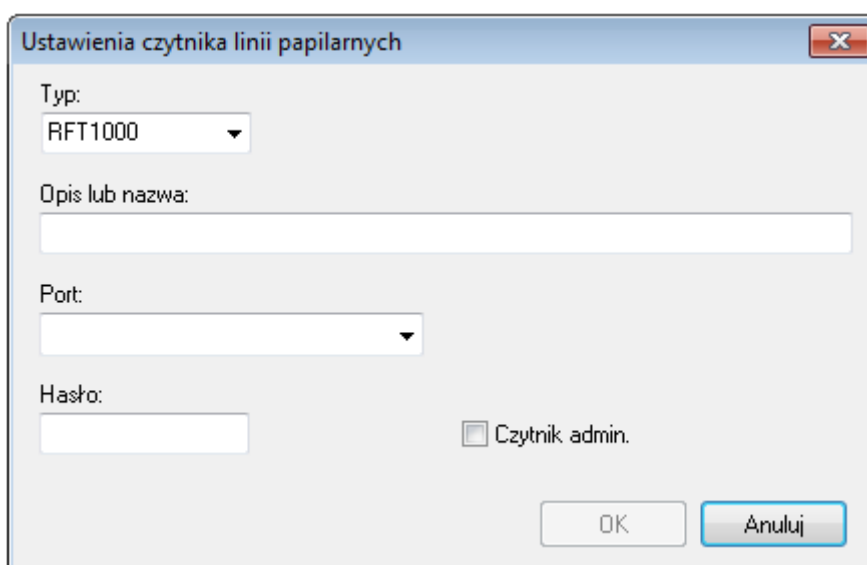 Ustawienia czytnika linii papilarnych
Typ:
RFT1000
Opis lub nazwa:
Port:
Hasło:
Czytnik admin.
OK
Anuluj